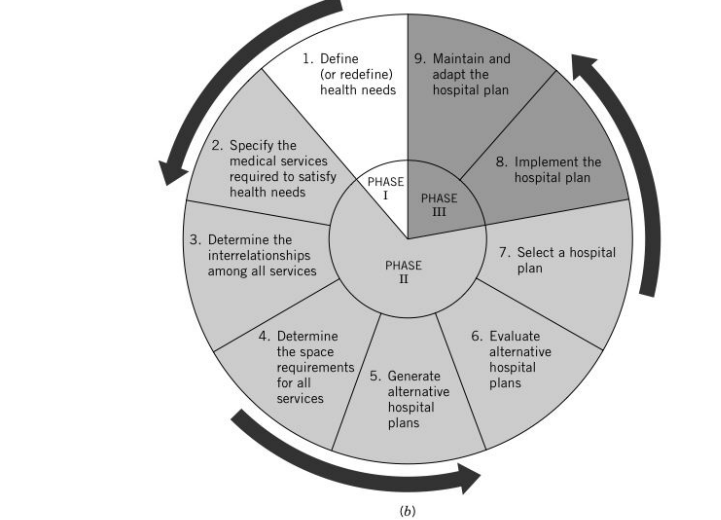 1. Define
(or redefine)
health needs
2. Specify the
medical services
required to satisfy
health needs
3. Determine the
interrelationships
among all services
4. Determine
the space
requirements
for all
services
5. Generate
alternative
hospital
plans
6. Evaluate
alternative
hospital
plans
7. Select a hospital
plan
8. Implement the
hospital plan
9. Maintain and
adapt the
hospital plan
PHASE
I
PHASE
II
PHASE
III
(b)